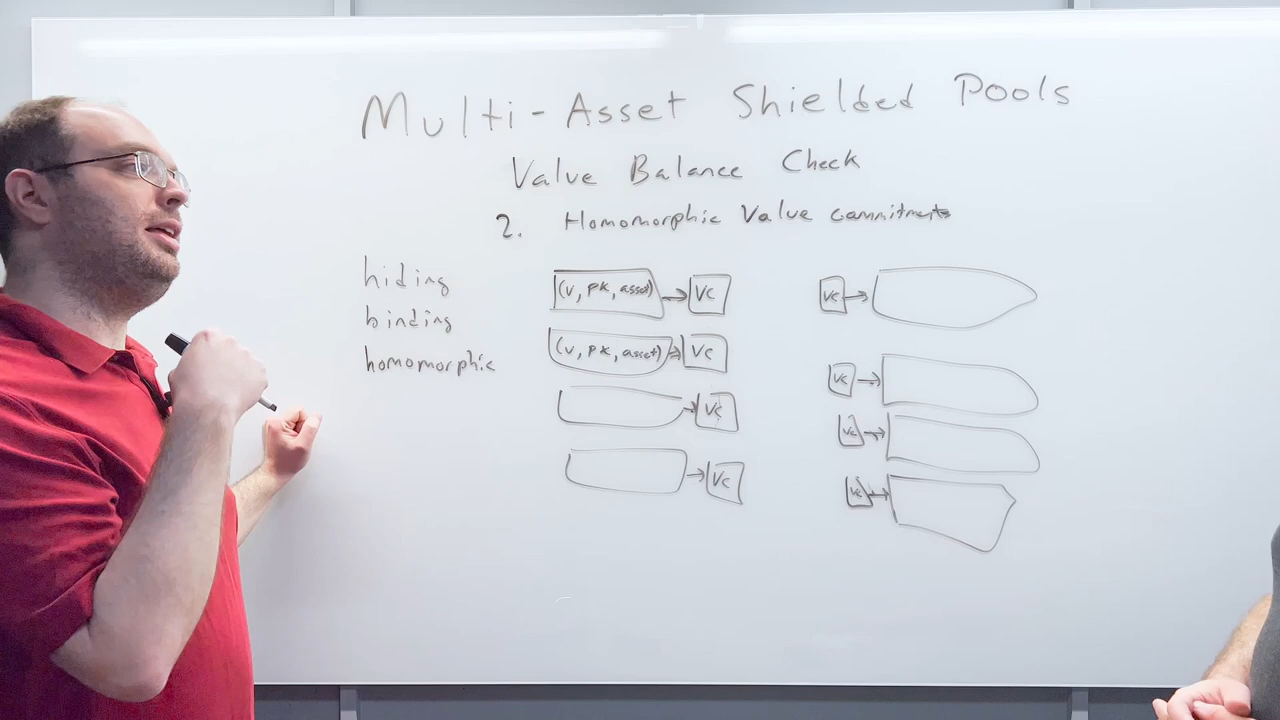 Multi-Asset Shielded Pools
Value Balance Check
2. Homomorphic Value commitments
hiding
binding
homomorphic
(v, pk, asset) → VC
(v, pk, asset) → VC
→ VC
→ VC
VC →
VC →
VC →
VC →